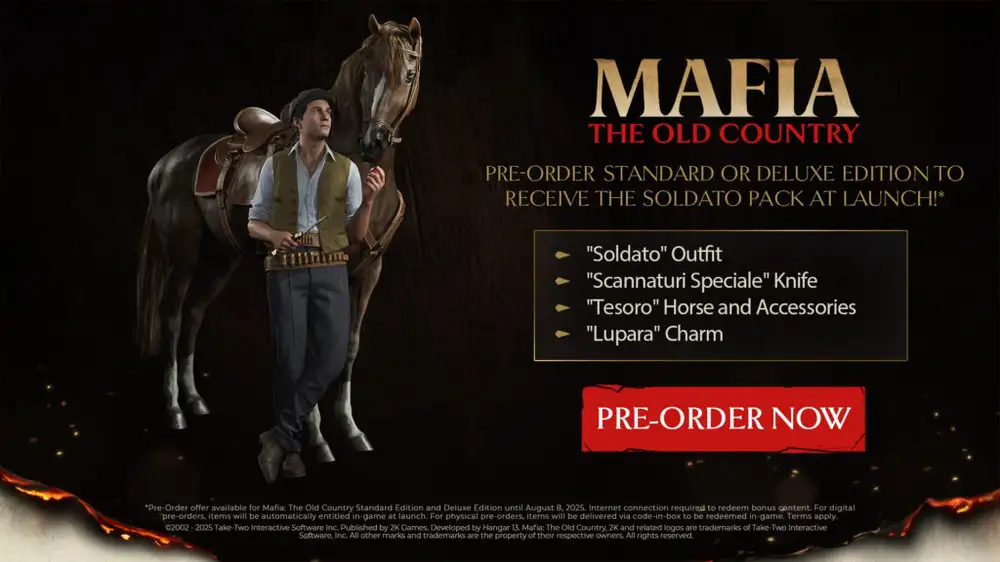 MAFIA
THE OLD COUNTRY
PRE-ORDER STANDARD OR DELUXE EDITION TO
RECEIVE THE SOLDATO PACK AT LAUNCH!*
"Soldato" Outfit
"Scannaturi Speciale" Knife
"Tesoro" Horse and Accessories
"Lupara" Charm
PRE-ORDER NOW
*Pre-Order offer available for Mafia: The Old Country Standard Edition and Deluxe Edition until August 8, 2025. Internet connection required to redeem bonus content. For digital
pre-orders, items will be automatically entitled in-game at launch. For physical pre-orders, items will be delivered via code-in-box to be redeemed in-game. Terms apply.
©2002 - 2025 Take-Two Interactive Software Inc. Published by 2K Games. Developed by Hangar 13. Mafia: The Old Country, 2K and related logos are trademarks of Take-Two Interactive
Software, Inc. All other marks and trademarks are the property of their respective owners. All rights reserved.